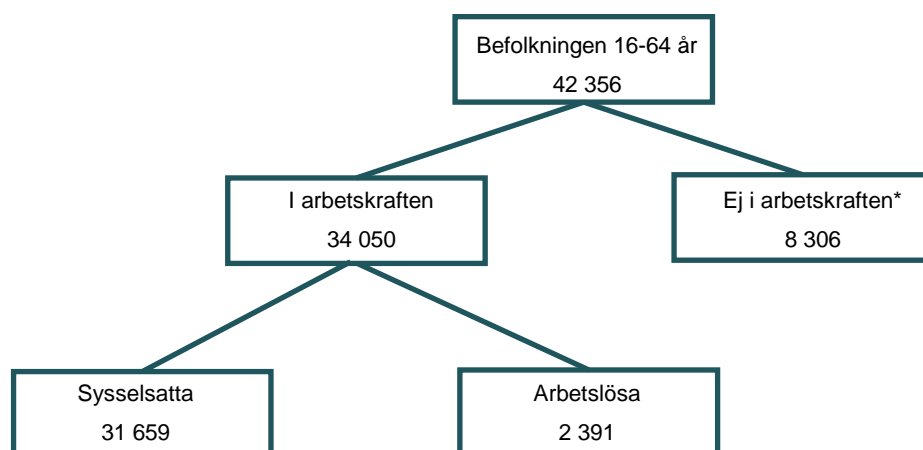 Befolkningen 16-64 år
42 356
I arbetskraften
34 050
Ej i arbetskraften*
8 306
Sysselsatta
31 659
Arbetslösa
2 391